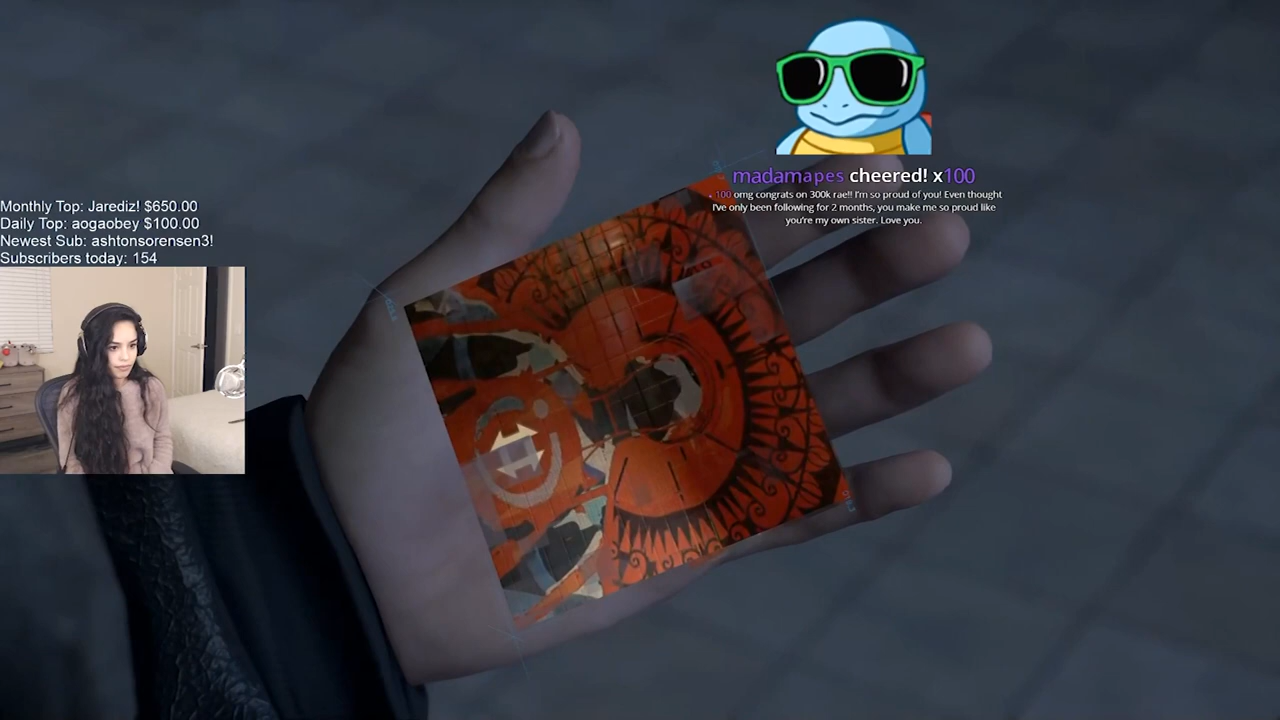 madamapes cheered! x100
100 omg congrats on 300k rae!! I'm so proud of you! Even thought
I've only been following for 2 months, you make me so proud like
you're my own sister. Love you.
Monthly Top: Jarediz! $650.00
Daily Top: aogaobey $100.00
Newest Sub: ashtonsorensen3!
Subscribers today: 154